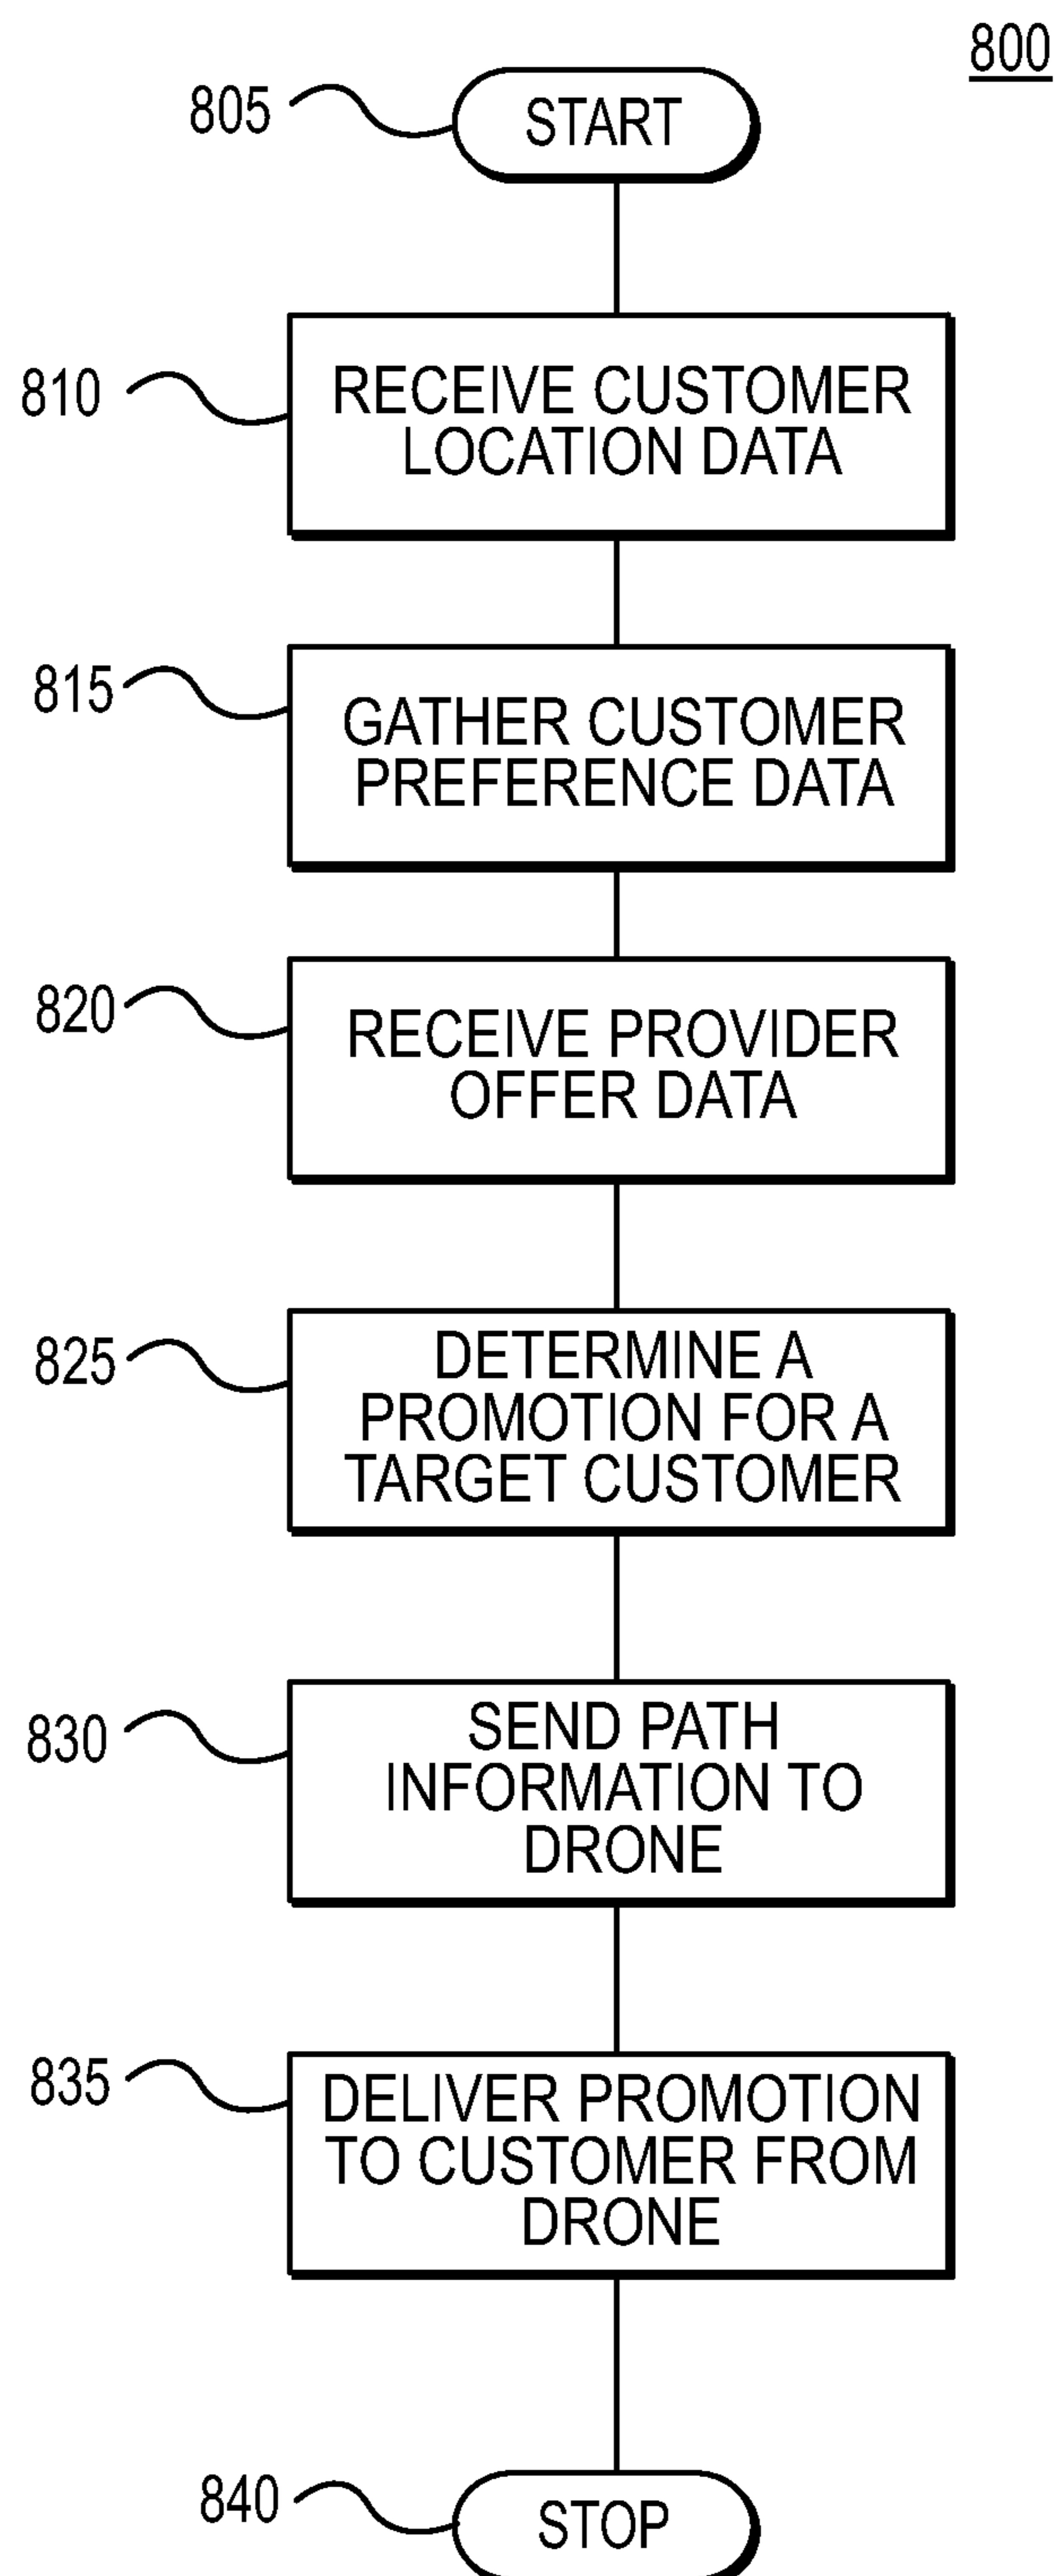 800
805
START
810
RECEIVE CUSTOMER
LOCATION DATA
815
GATHER CUSTOMER
PREFERENCE DATA
820
RECEIVE PROVIDER
OFFER DATA
825
DETERMINE A
PROMOTION FOR A
TARGET CUSTOMER
830
SEND PATH
INFORMATION TO
DRONE
835
DELIVER PROMOTION
TO CUSTOMER FROM
DRONE
840
STOP